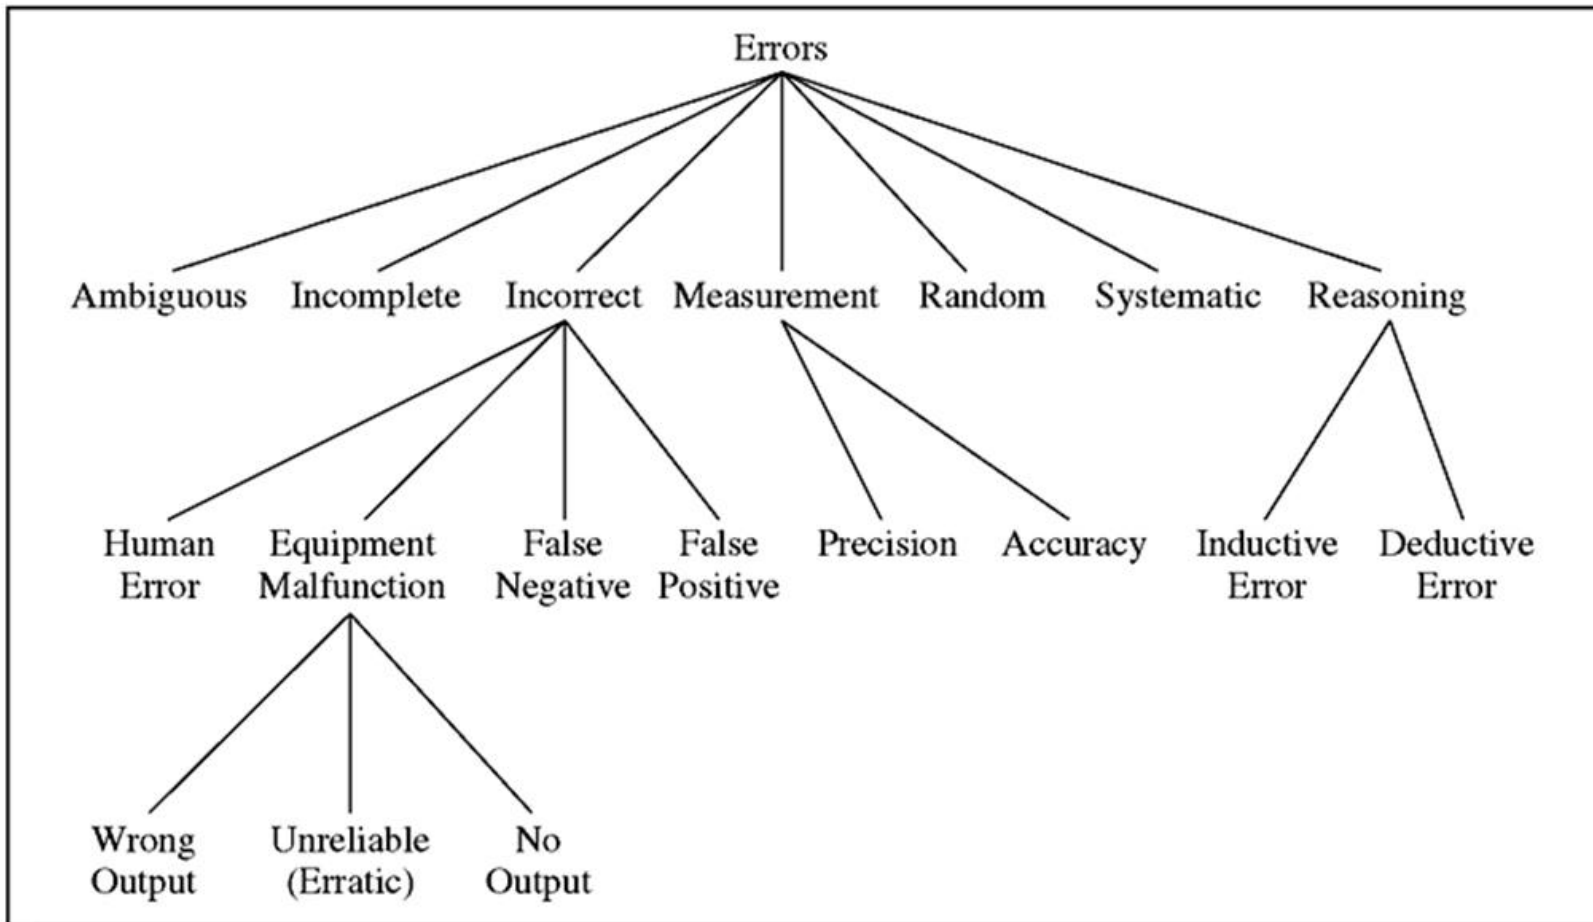 Errors
Ambiguous Incomplete Incorrect Measurement Random Systematic Reasoning
Human Equipment False False Precision Accuracy Inductive Deductive
Error Malfunction Negative Positive Error Error
Wrong Unreliable No
Output (Erratic) Output